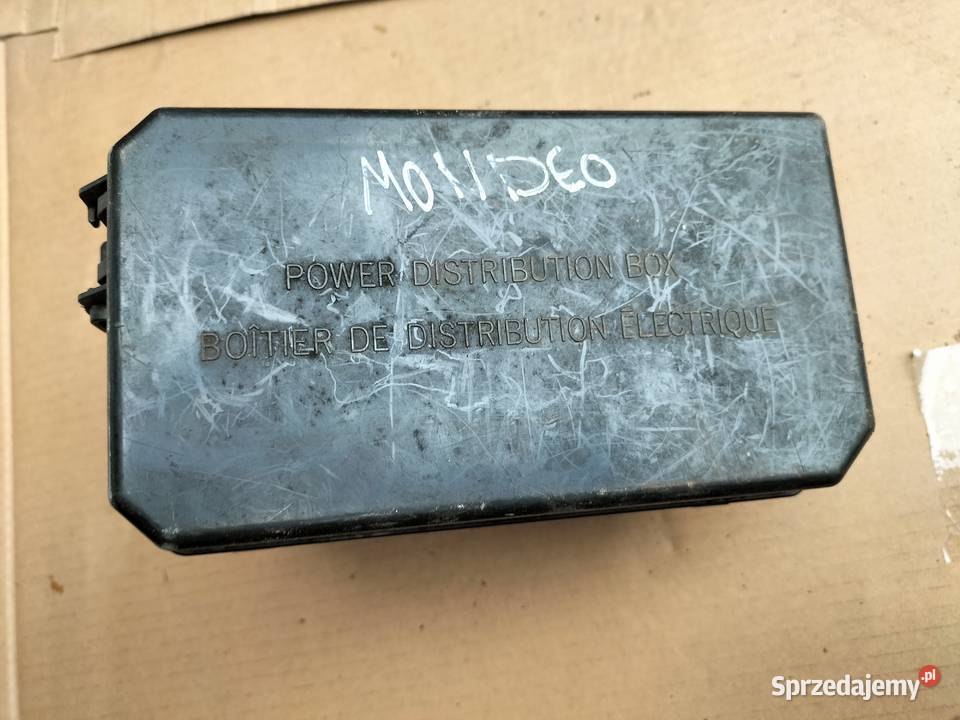 MONDEO
POWER DISTRIBUTION BOX
BOÎTIER DE DISTRIBUTION ÉLECTRIQUE
Sprzedajemy.pl